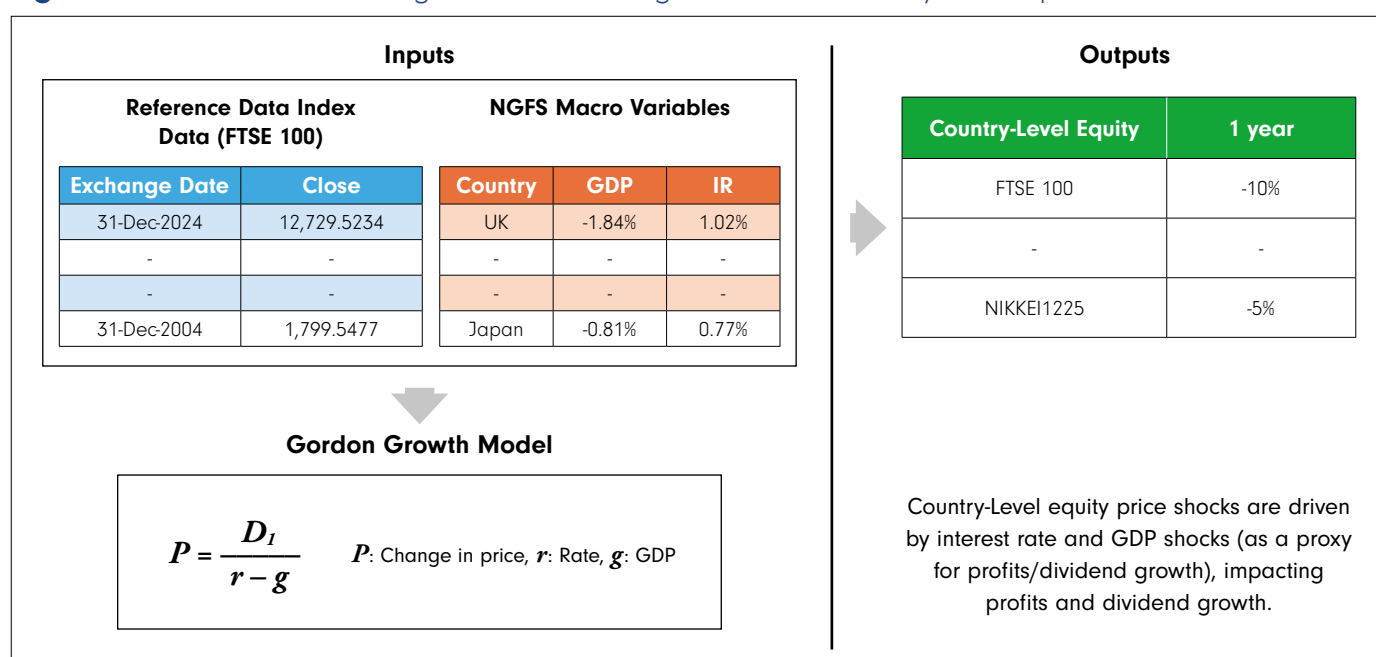 Inputs
Reference Data Index
Data (FTSE 100)
Exchange Date Close
31-Dec-2024 12,729.5234
- -
- -
31-Dec-2004 1,799.5477
NGFS Macro Variables
Country GDP IR
UK -1.84% 1.02%
- - -
- - -
Japan -0.81% 0.77%
Gordon Growth Model
P = D1 / r – g
P: Change in price, r: Rate, g: GDP
Outputs
Country-Level Equity 1 year
FTSE 100 -10%
- -
NIKKEI1225 -5%
Country-Level equity price shocks are driven
by interest rate and GDP shocks (as a proxy
for profits/dividend growth), impacting
profits and dividend growth.